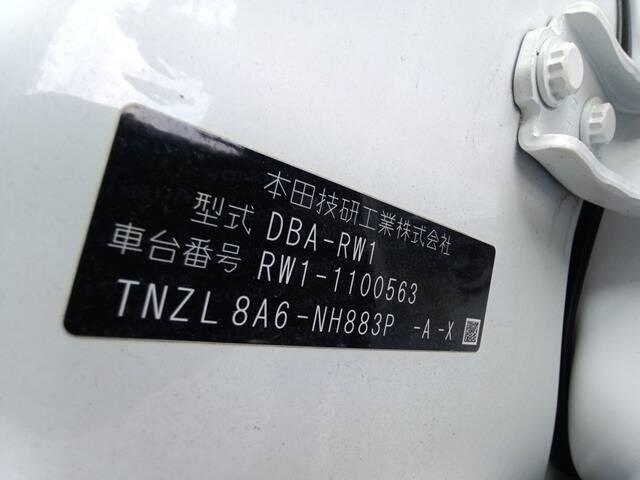 本田技研工業株式会社
型式 DBA-RW1
車台番号 RW1-1100563
TNZL 8A6-NH883P -A -X